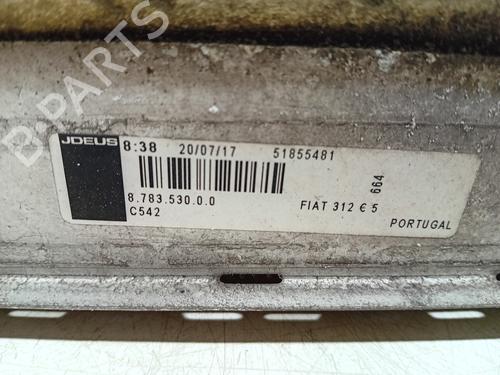 JDEUS 8:38 20/07/17 51855481
664
8.783.530.0.0 FIAT 312 € 5
C542 PORTUGAL
B-PARTS